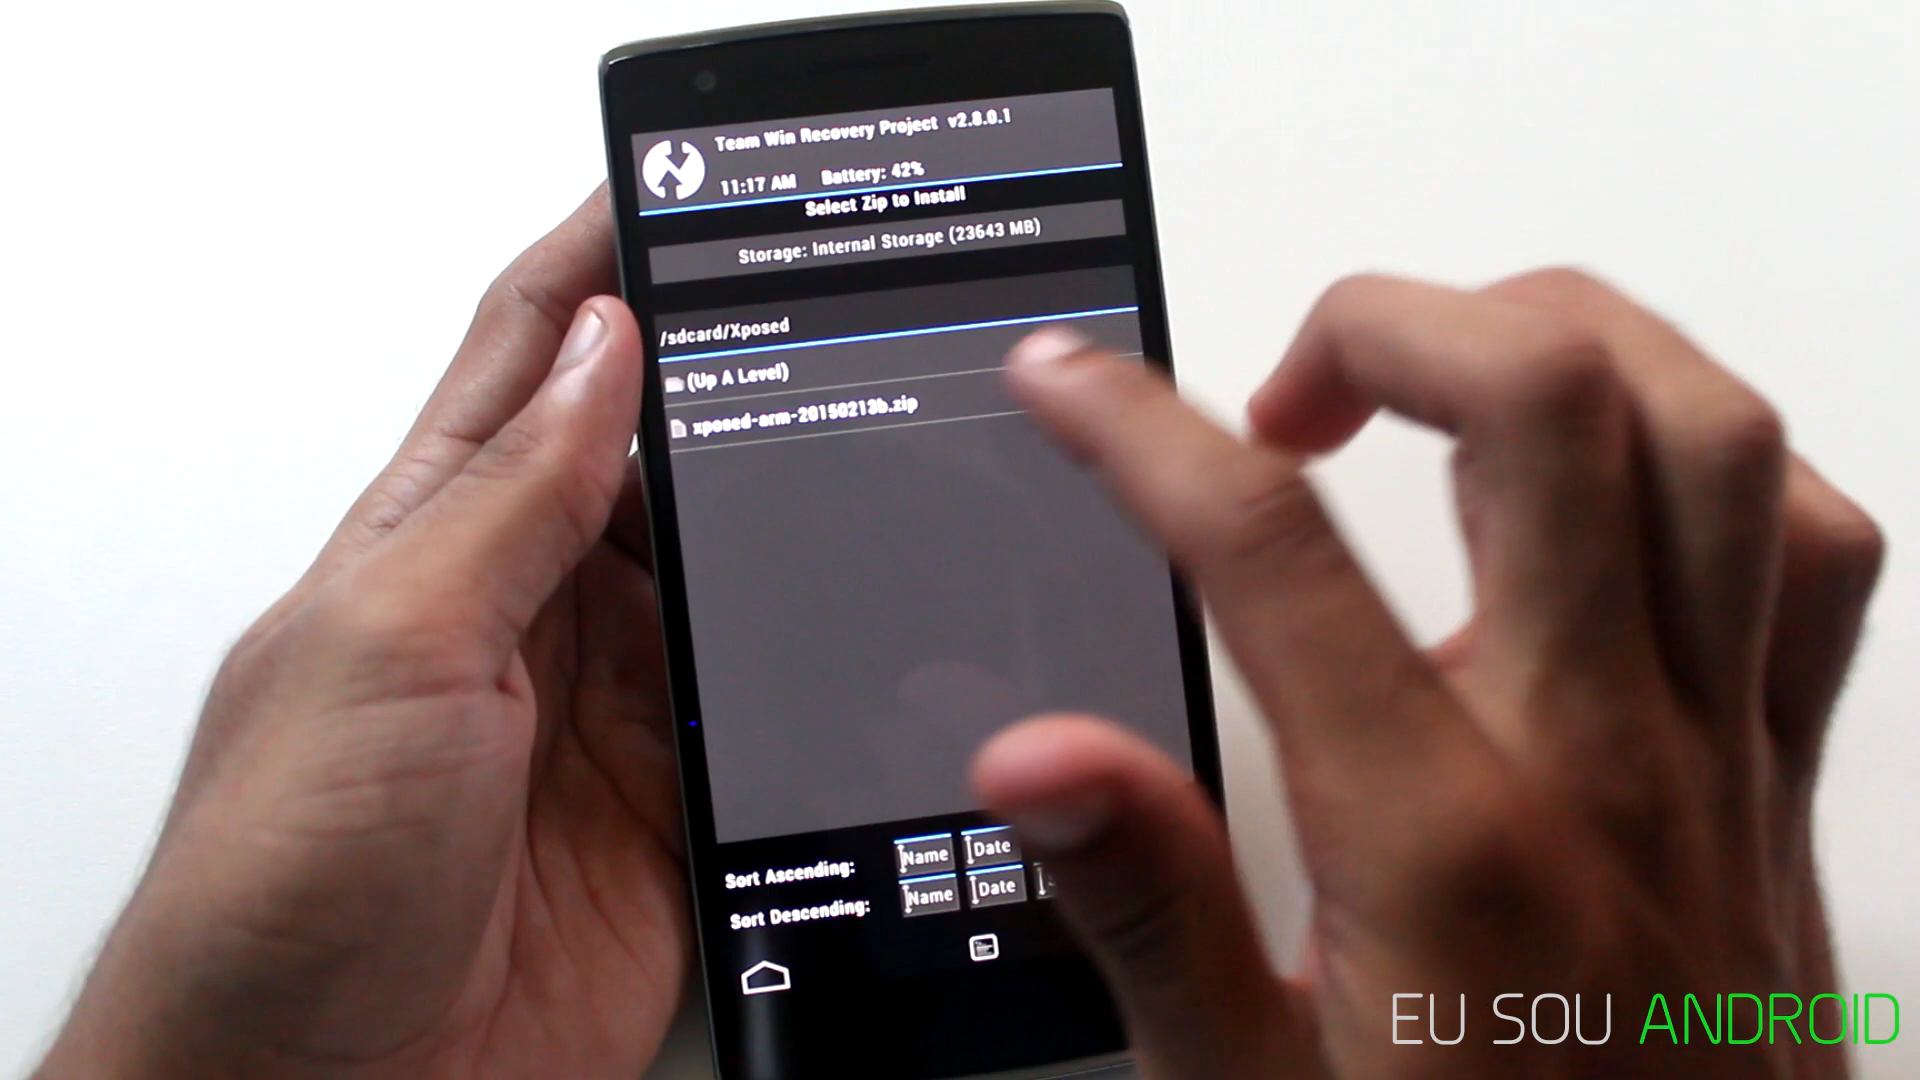 Team Win Recovery Project v2.8.0.1
11:17 AM Battery: 42%
Select Zip to Install
Storage: Internal Storage (23643 MB)
/sdcard/Xposed
(Up A Level)
xposed-arm-20150213b.zip
Sort Ascending: Name Date
Sort Descending: Name Date
EU SOU ANDROID